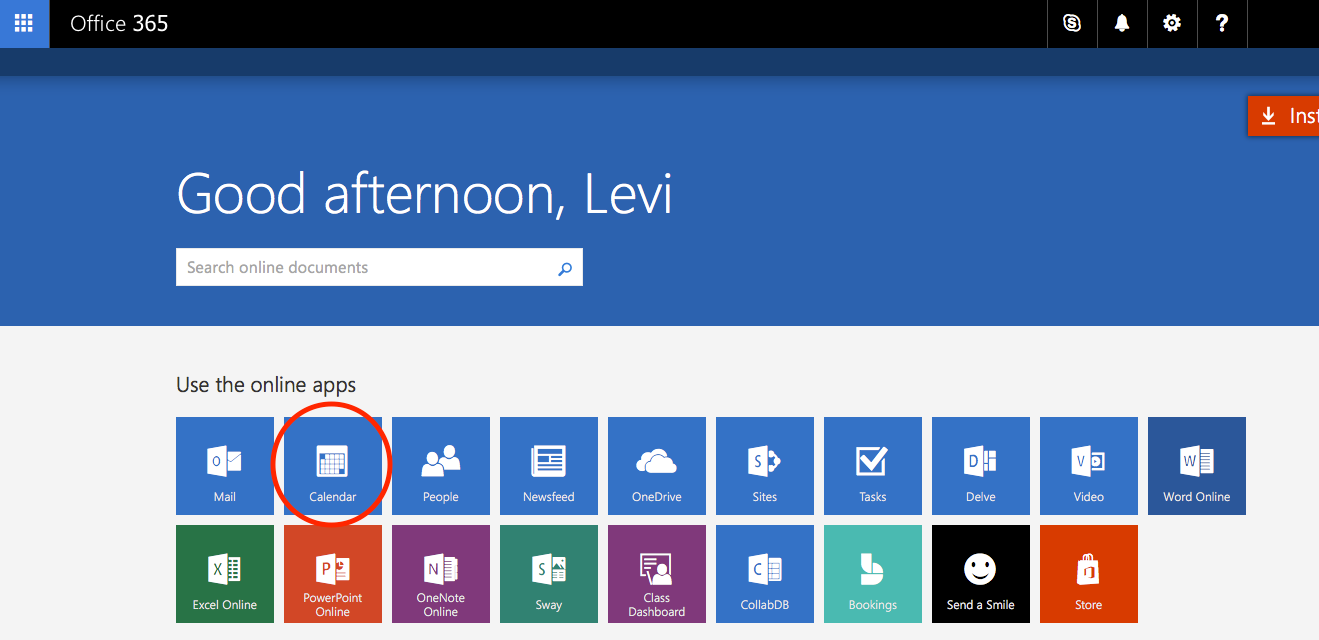 Office 365
Inst
Good afternoon, Levi
Search online documents
Use the online apps
Mail
Calendar
People
Newsfeed
OneDrive
Sites
Tasks
Delve
Video
Word Online
Excel Online
PowerPoint
Online
OneNote
Online
Sway
Class
Dashboard
CollabDB
Bookings
Send a Smile
Store